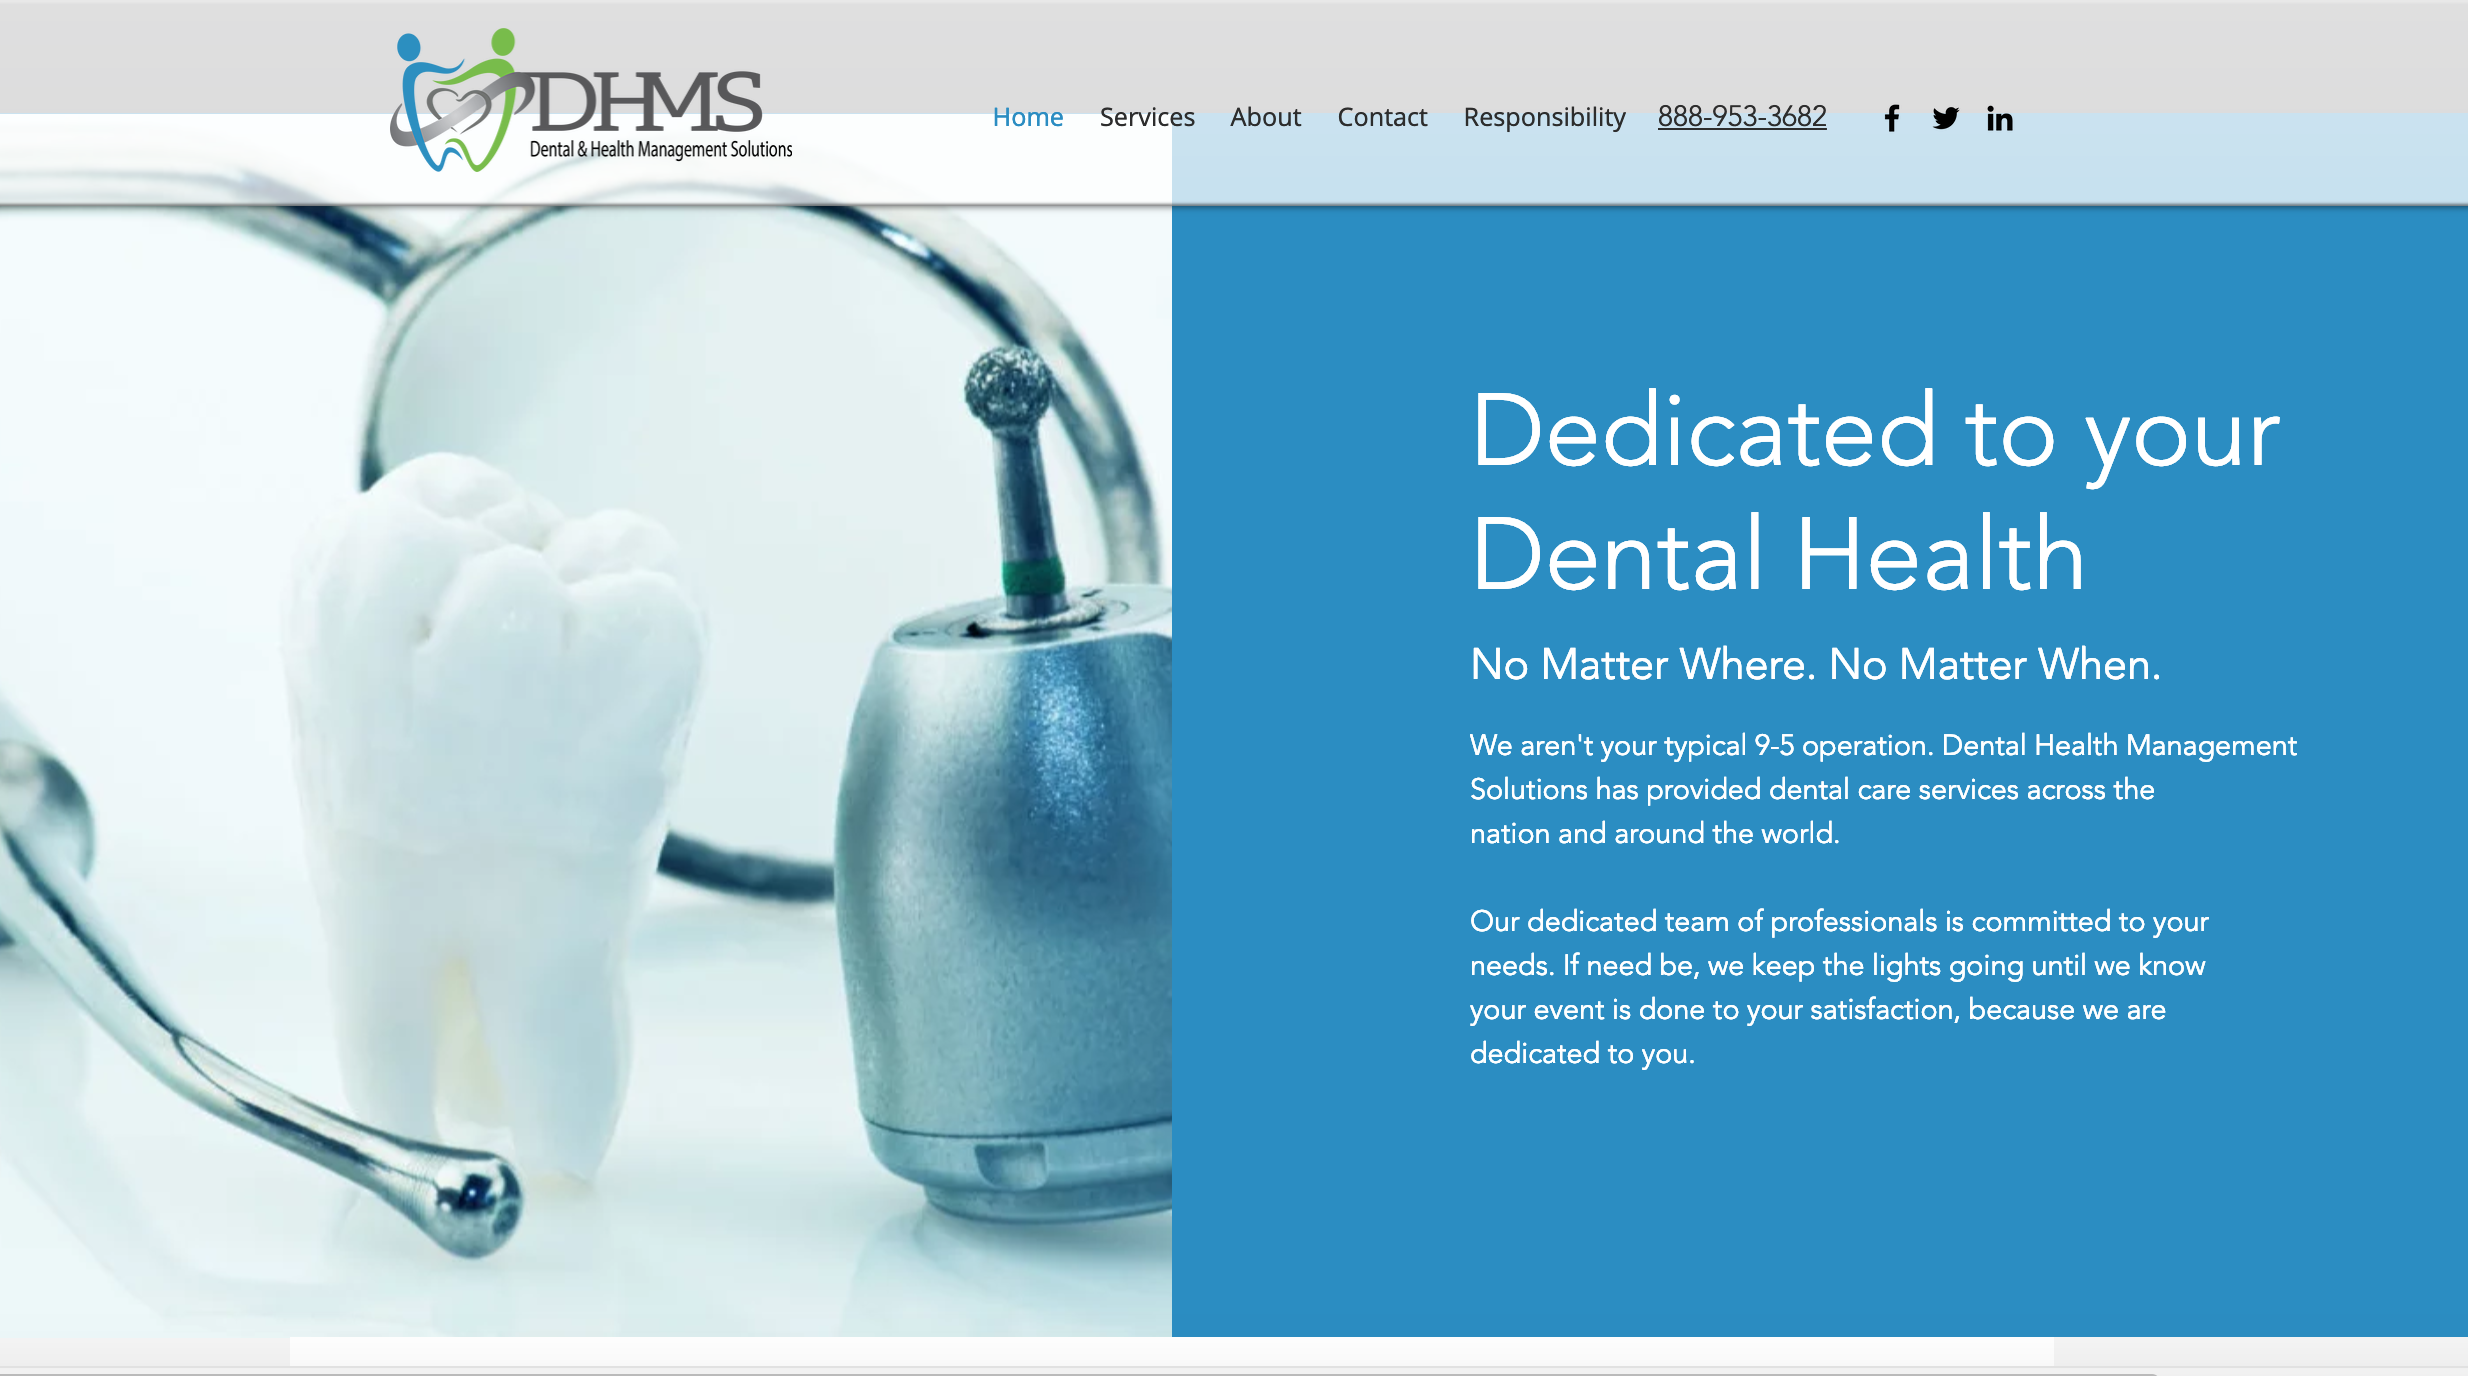 DHMS
Dental & Health Management Solutions
Home Services About Contact Responsibility 888-953-3682
Dedicated to your
Dental Health
No Matter Where. No Matter When.
We aren't your typical 9-5 operation. Dental Health Management
Solutions has provided dental care services across the
nation and around the world.
Our dedicated team of professionals is committed to your
needs. If need be, we keep the lights going until we know
your event is done to your satisfaction, because we are
dedicated to you.